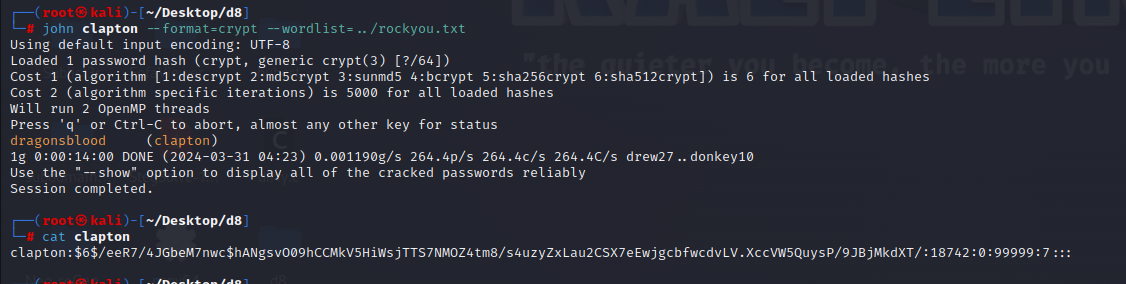 "the quieter you become, the more you
┌──(root㉿kali)-[~/Desktop/d8]
└─# john clapton --format=crypt --wordlist=../rockyou.txt
Using default input encoding: UTF-8
Loaded 1 password hash (crypt, generic crypt(3) [?/64])
Cost 1 (algorithm [1:descrypt 2:md5crypt 3:sunmd5 4:bcrypt 5:sha256crypt 6:sha512crypt]) is 6 for all loaded hashes
Cost 2 (algorithm specific iterations) is 5000 for all loaded hashes
Will run 2 OpenMP threads
Press 'q' or Ctrl-C to abort, almost any other key for status
dragonsblood     (clapton)
1g 0:00:14:00 DONE (2024-03-31 04:23) 0.001190g/s 264.4p/s 264.4c/s 264.4C/s drew27..donkey10
Use the "--show" option to display all of the cracked passwords reliably
Session completed.
┌──(root㉿kali)-[~/Desktop/d8]
└─# cat clapton
clapton:$6$/eeR7/4JGbeM7nwc$hANgsvO09hCCMkV5HiWsjTTS7NMOZ4tm8/s4uzyZxLau2CSX7eEwjgcbfwcdvLV.XccVW5QuysP/9JBjMkdXT/:18742:0:99999:7:::